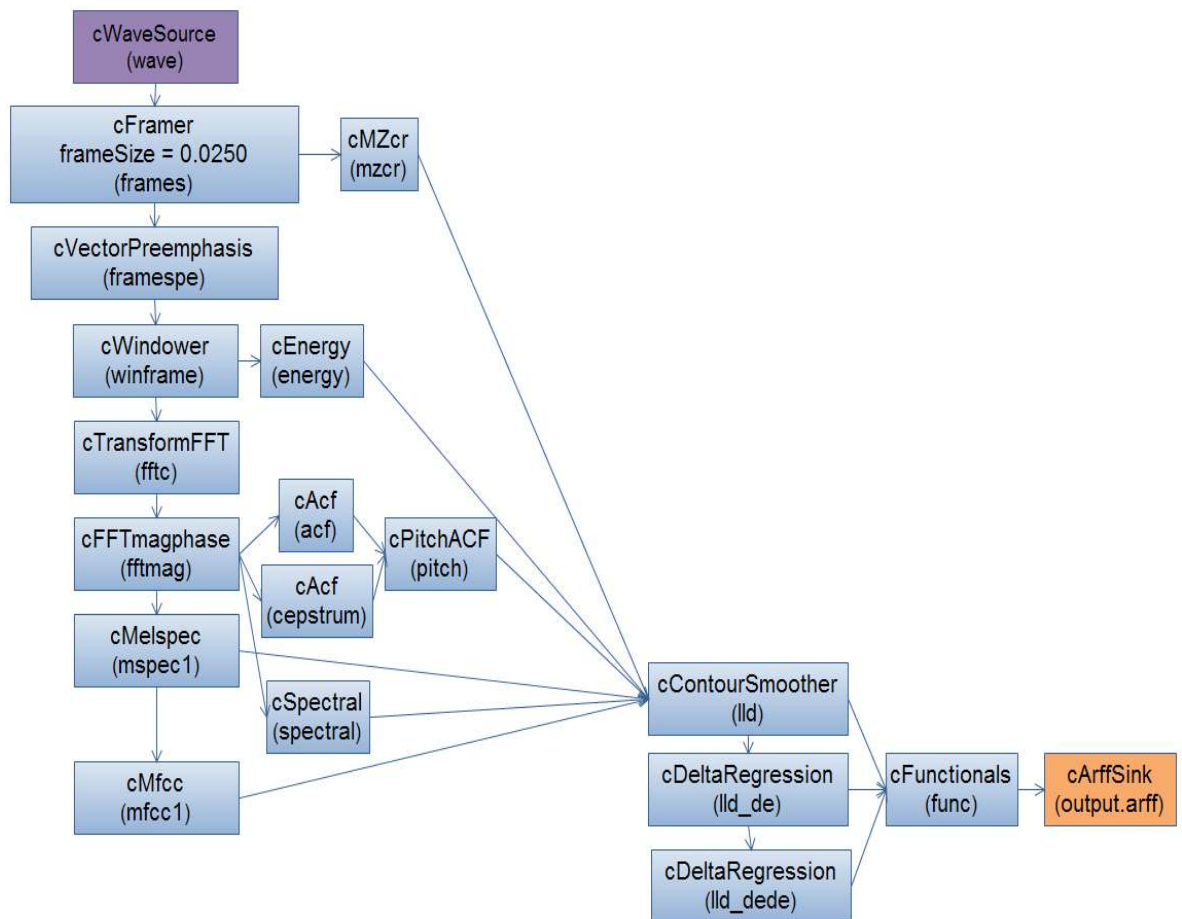 cWaveSource
(wave)
cFramer
frameSize = 0.0250
(frames)
cMZcr
(mzcr)
cVectorPreemphasis
(framespe)
cWindower
(winframe)
cEnergy
(energy)
cTransformFFT
(fftc)
cAcf
(acf)
cFFTmagphase
(fftmag)
cPitchACF
(pitch)
cAcf
(cepstrum)
cMelspec
(mspec1)
cSpectral
(spectral)
cContourSmoother
(lld)
cMfcc
(mfcc1)
cDeltaRegression
(lld_de)
cFunctionals
(func)
cArffSink
(output.arff)
cDeltaRegression
(lld_dede)